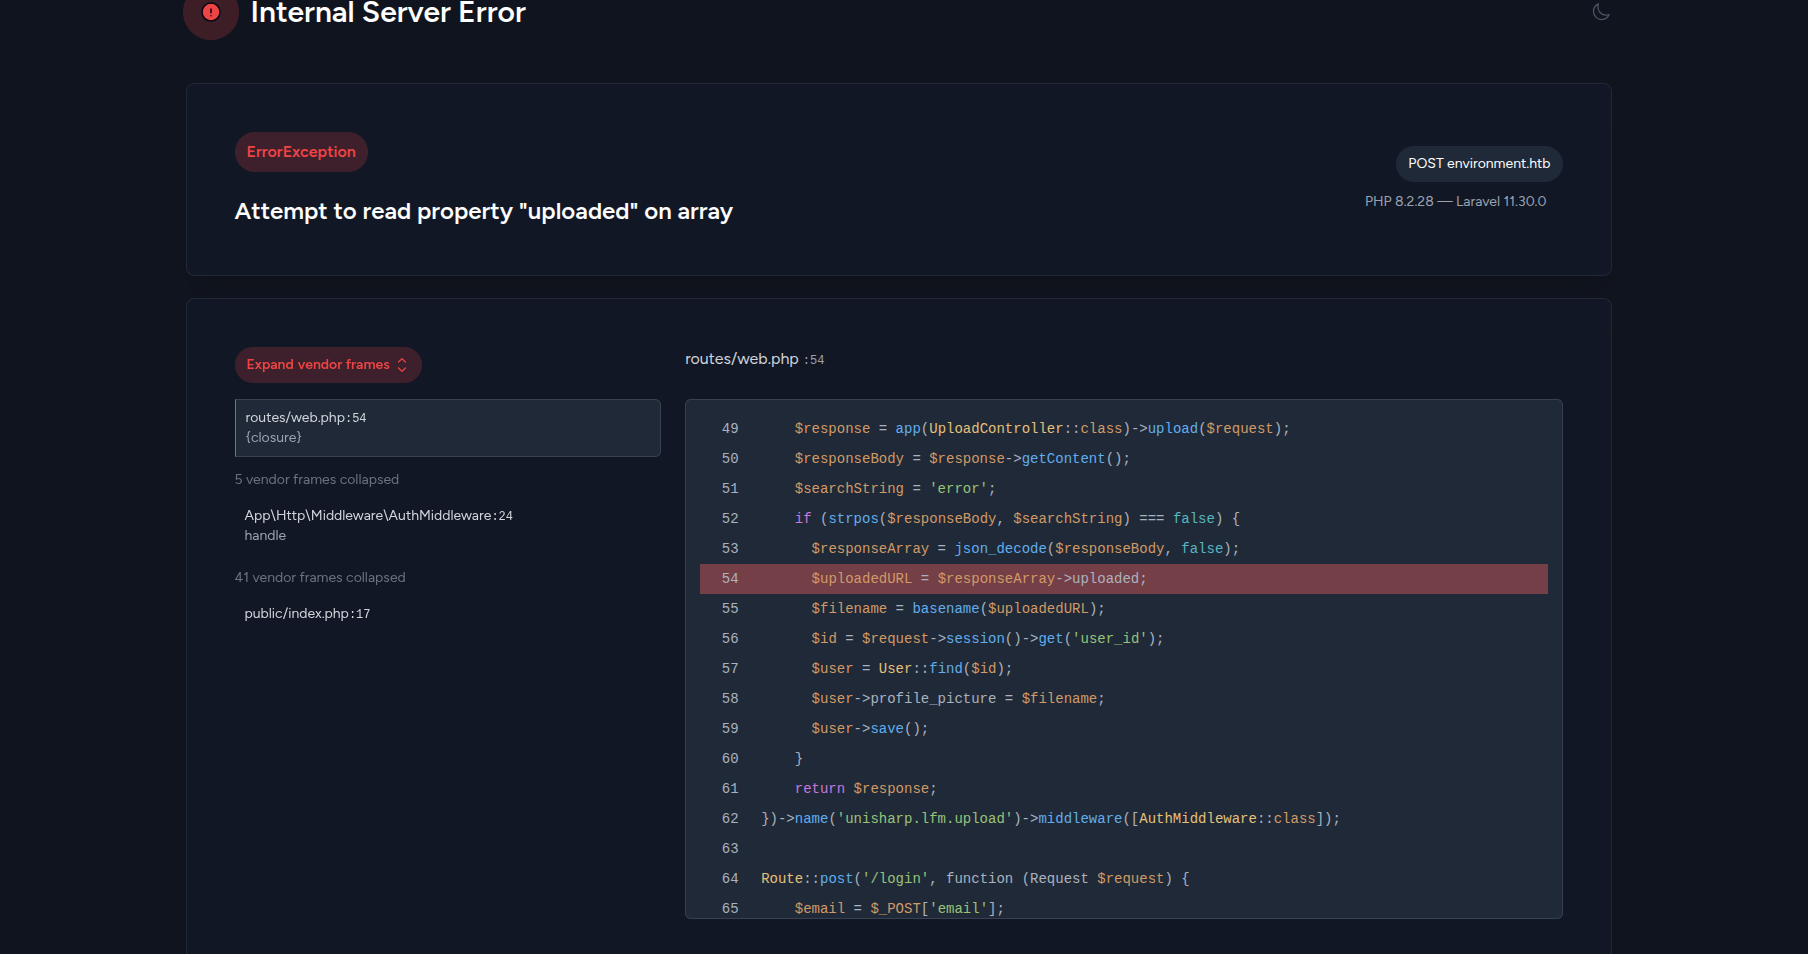 Internal Server Error
ErrorException
POST environment.htb
Attempt to read property "uploaded" on array
PHP 8.2.28 — Laravel 11.30.0
Expand vendor frames
routes/web.php:54
{closure}
5 vendor frames collapsed
App\Http\Middleware\AuthMiddleware:24
handle
41 vendor frames collapsed
public/index.php:17
routes/web.php :54
49 $response = app(UploadController::class)->upload($request);
50 $responseBody = $response->getContent();
51 $searchString = 'error';
52 if (strpos($responseBody, $searchString) === false) {
53 $responseArray = json_decode($responseBody, false);
54 $uploadedURL = $responseArray->uploaded;
55 $filename = basename($uploadedURL);
56 $id = $request->session()->get('user_id');
57 $user = User::find($id);
58 $user->profile_picture = $filename;
59 $user->save();
60 }
61 return $response;
62 })->name('unisharp.lfm.upload')->middleware([AuthMiddleware::class]);
63
64 Route::post('/login', function (Request $request) {
65 $email = $_POST['email'];